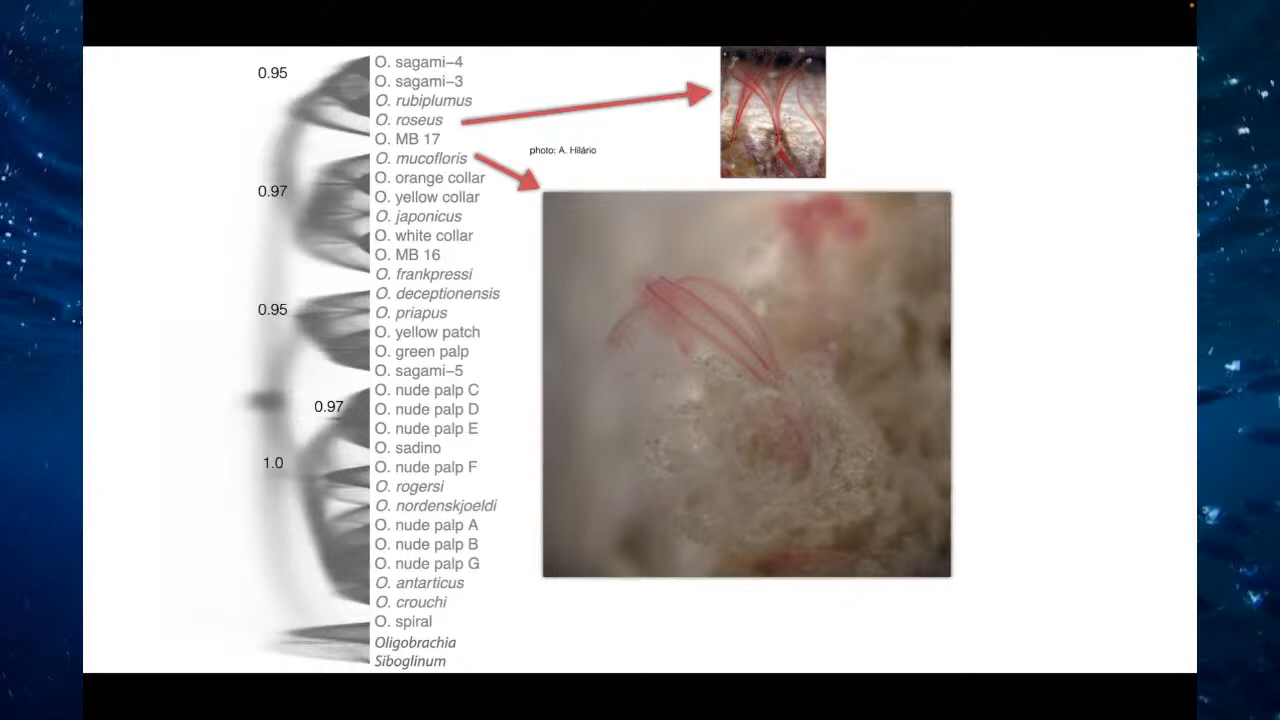 0.95
O. sagami–4
O. sagami–3
O. rubiplumus
O. roseus
O. MB 17
O. mucofloris
photo: A. Hilário
0.97
O. orange collar
O. yellow collar
O. japonicus
O. white collar
O. MB 16
O. frankpressi
O. deceptionensis
0.95
O. priapus
O. yellow patch
O. green palp
O. sagami–5
O. nude palp C
0.97
O. nude palp D
O. nude palp E
O. sadino
1.0
O. nude palp F
O. rogersi
O. nordenskjoeldi
O. nude palp A
O. nude palp B
O. nude palp G
O. antarticus
O. crouchi
O. spiral
Oligobrachia
Siboglinum